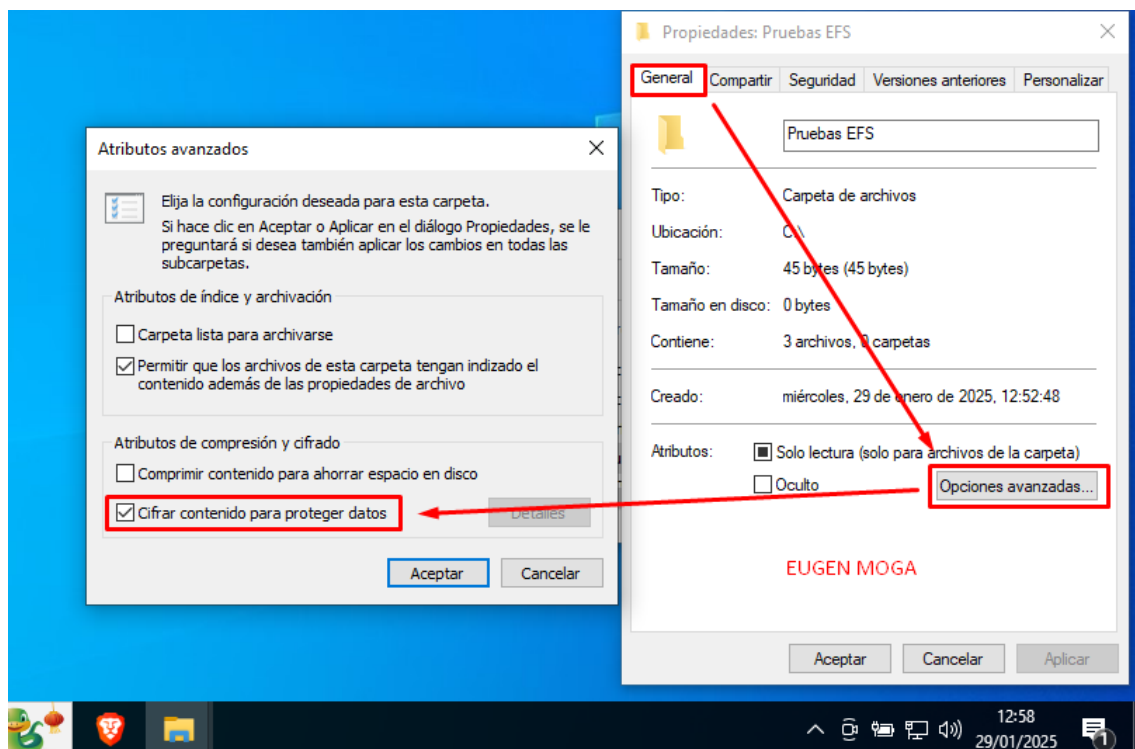 Propiedades: Pruebas EFS
General Compartir Seguridad Versiones anteriores Personalizar
Pruebas EFS
Tipo: Carpeta de archivos
Ubicación: C:\
Tamaño: 45 bytes (45 bytes)
Tamaño en disco: 0 bytes
Contiene: 3 archivos, 0 carpetas
Creado: miércoles, 29 de enero de 2025, 12:52:48
Atributos: Solo lectura (solo para archivos de la carpeta)
Oculto Opciones avanzadas...
EUGEN MOGA
Aceptar Cancelar Aplicar
Atributos avanzados
Elija la configuración deseada para esta carpeta.
Si hace clic en Aceptar o Aplicar en el diálogo Propiedades, se le
preguntará si desea también aplicar los cambios en todas las
subcarpetas.
Atributos de índice y archivación
Carpeta lista para archivarse
Permitir que los archivos de esta carpeta tengan indizado el
contenido además de las propiedades de archivo
Atributos de compresión y cifrado
Comprimir contenido para ahorrar espacio en disco
Cifrar contenido para proteger datos Detalles
Aceptar Cancelar
12:58
29/01/2025
1